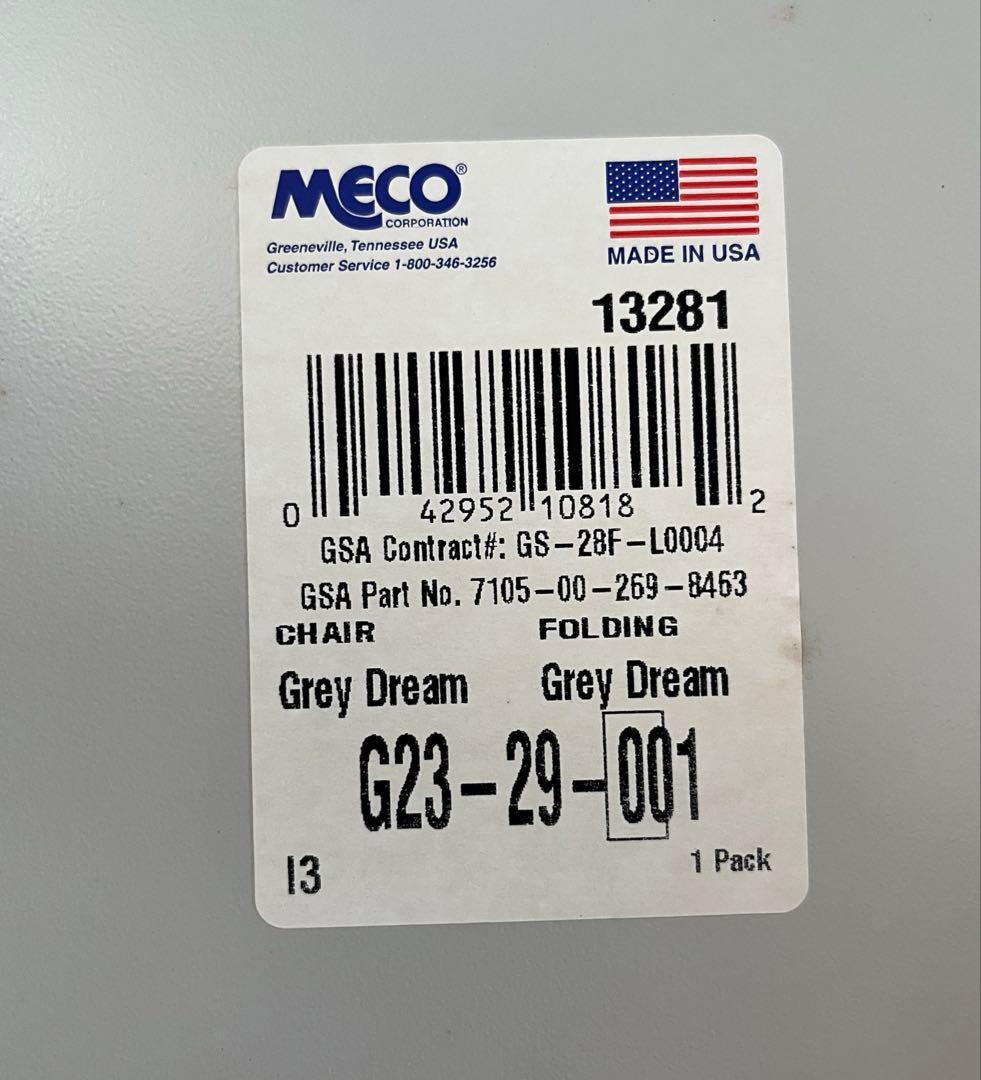 MECO®
CORPORATION
Greeneville, Tennessee USA
Customer Service 1-800-346-3256
MADE IN USA
13281
0 42952 10818 2
GSA Contract#: GS-28F-L0004
GSA Part No. 7105-00-269-8463
CHAIR FOLDING
Grey Dream Grey Dream
G23-29-001
I3 1 Pack